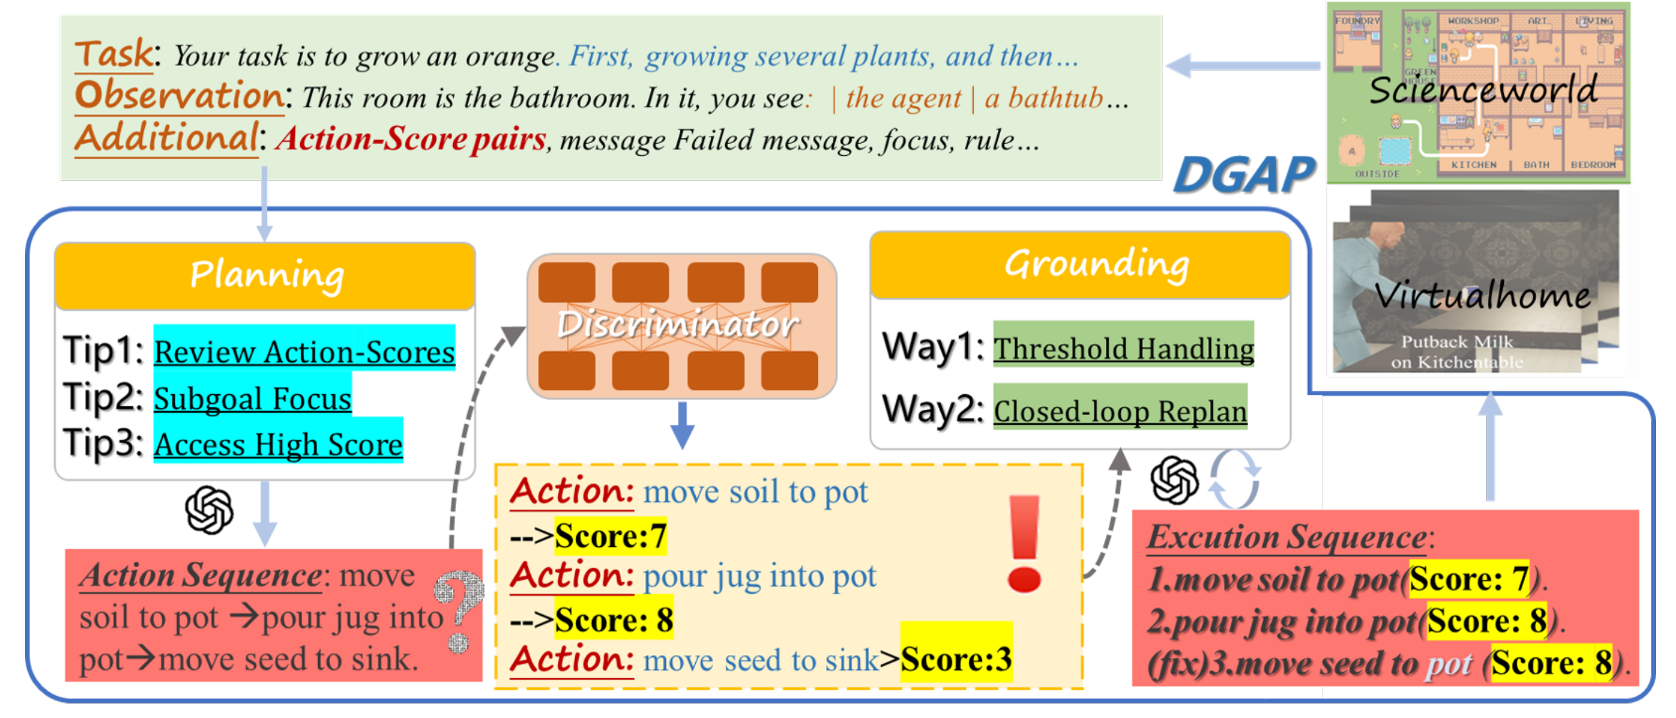 Task: Your task is to grow an orange. First, growing several plants, and then...
Observation: This room is the bathroom. In it, you see: | the agent | a bathtub...
Additional: Action-Score pairs, message Failed message, focus, rule...
DGAP
FOUNDRY
WORKSHOP
ART
LIVING
GREEN
HOUSE
Scienceworld
KITCHEN
BATH
BEDROOM
OUTSIDE
Virtualhome
Putback Milk
on Kitchentable
Planning
Tip1: Review Action-Scores
Tip2: Subgoal Focus
Tip3: Access High Score
Action Sequence: move
soil to pot →pour jug into
pot→move seed to sink.
?
Discriminator
Action: move soil to pot
-->Score:7
Action: pour jug into pot
-->Score: 8
Action: move seed to sink>Score:3
!
Grounding
Way1: Threshold Handling
Way2: Closed-loop Replan
Excution Sequence:
1.move soil to pot(Score: 7).
2.pour jug into pot(Score: 8).
(fix)3.move seed to pot (Score: 8).